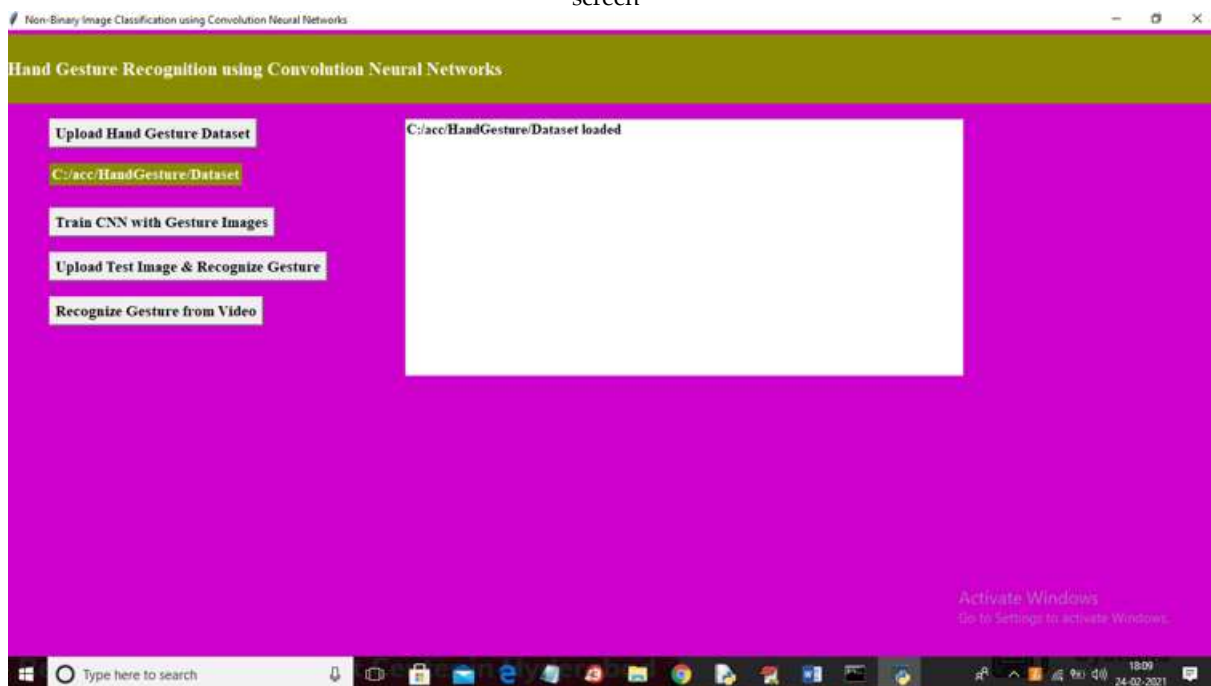 screen
Non-Binary Image Classification using Convolution Neural Networks
Hand Gesture Recognition using Convolution Neural Networks
Upload Hand Gesture Dataset
C:/acc/HandGesture/Dataset loaded
C:/acc/HandGesture/Dataset
Train CNN with Gesture Images
Upload Test Image & Recognize Gesture
Recognize Gesture from Video
Activate Windows
Go to Settings to activate Windows.
Type here to search
18:09
24-02-2021